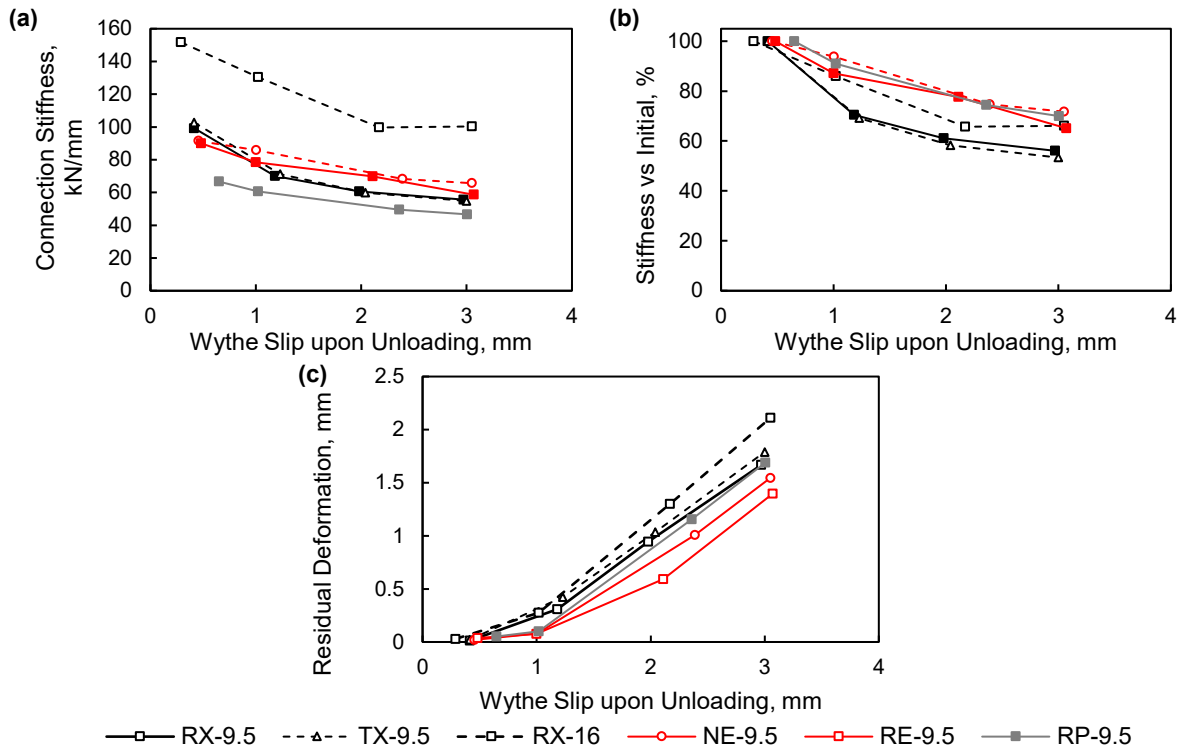 (a)
160
140
120
100
80
60
40
20
0
Connection Stiffness,
kN/mm
0 1 2 3 4
Wythe Slip upon Unloading, mm
(b)
100
80
60
40
20
0
Stiffness vs Initial, %
0 1 2 3 4
Wythe Slip upon Unloading, mm
(c)
2.5
2
1.5
1
0.5
0
Residual Deformation, mm
0 1 2 3 4
Wythe Slip upon Unloading, mm
RX-9.5 TX-9.5 RX-16 NE-9.5 RE-9.5 RP-9.5